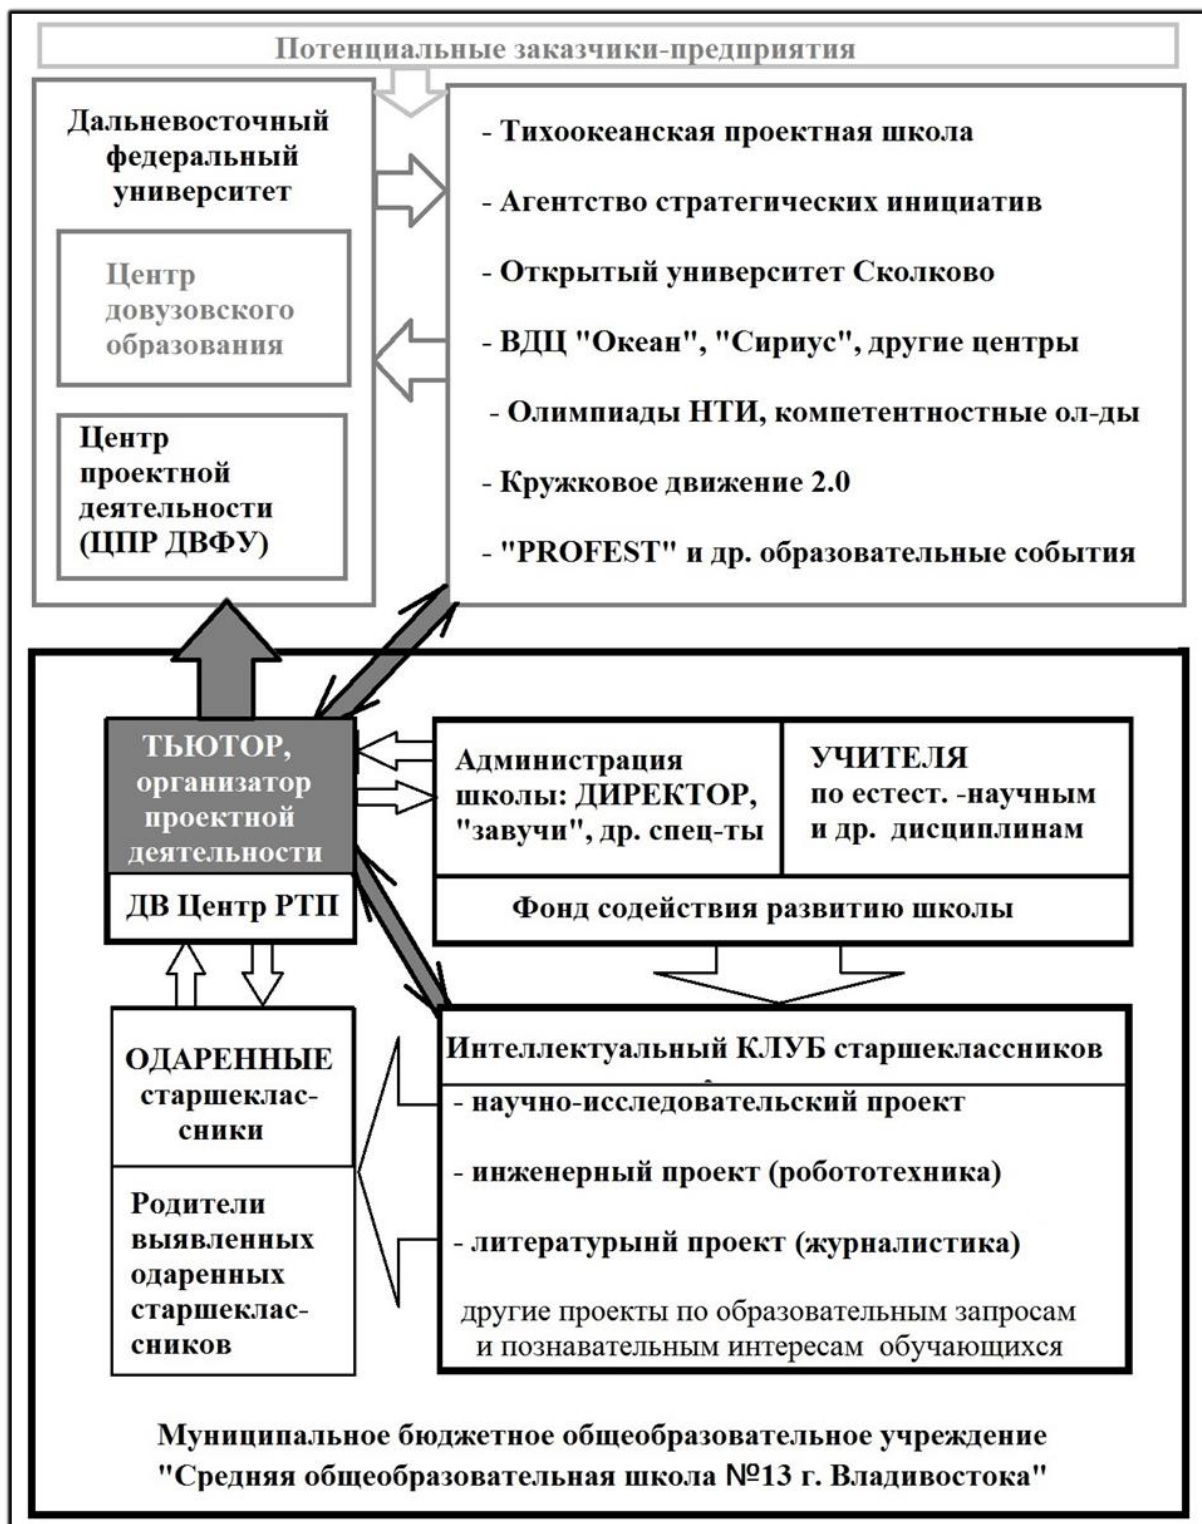 Потенциальные заказчики-предприятия
Дальневосточный
федеральный
университет
Центр
довузовского
образования
Центр
проектной
деятельности
(ЦПР ДВФУ)
- Тихоокеанская проектная школа
- Агентство стратегических инициатив
- Открытый университет Сколково
- ВДЦ "Океан", "Сириус", другие центры
- Олимпиады НТИ, компетентностные ол-ды
- Кружковое движение 2.0
- "PROFEST" и др. образовательные события
ТЬЮТОР,
организатор
проектной
деятельности
ДВ Центр РТП
Администрация
школы: ДИРЕКТОР,
"завучи", др. спец-ты
УЧИТЕЛЯ
по естест. -научным
и др. дисциплинам
Фонд содействия развитию школы
ОДАРЕННЫЕ
старшеклас-
сники
Родители
выявленных
одаренных
старшеклас-
сников
Интеллектуальный КЛУБ старшеклассников
- научно-исследовательский проект
- инженерный проект (робототехника)
- литературынй проект (журналистика)
другие проекты по образовательным запросам
и познавательным интересам обучающихся
Муниципальное бюджетное общеобразовательное учреждение
"Средняя общеобразовательная школа №13 г. Владивостока"